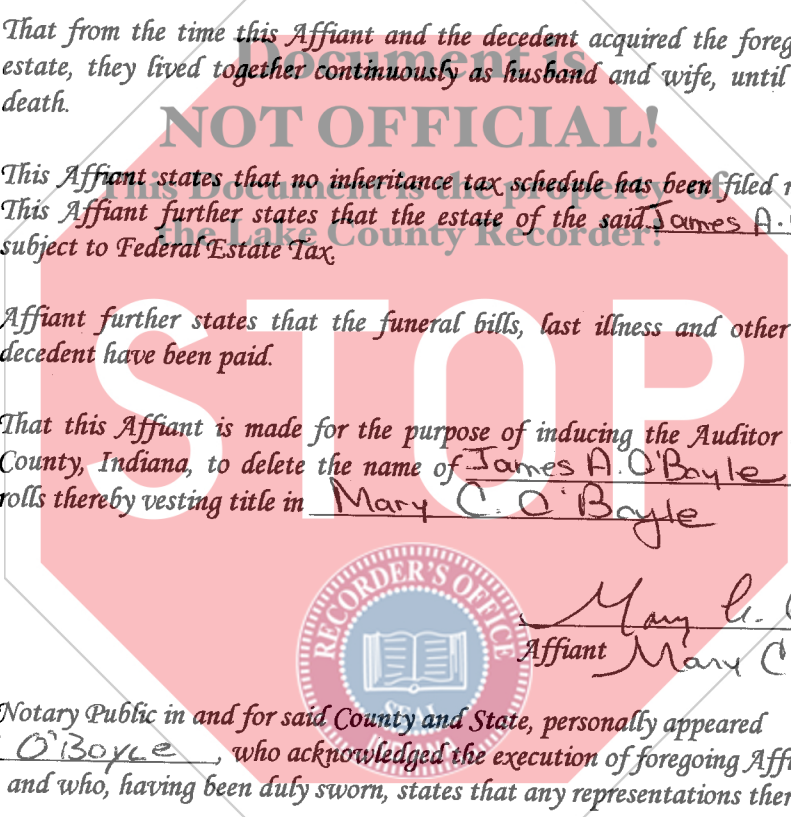 That from the time this Affiant and the decedent acquired the foreg
Document is
estate, they lived together continuously as husband and wife, until
death.
NOT OFFICIAL!
This Affiant states that no inheritance tax schedule has been filed
This Document is the property of
This Affiant further states that the estate of the said James A.
the Lake County Recorder!
subject to Federal Estate Tax.
STOP
Affiant further states that the funeral bills, last illness and other
decedent have been paid.
That this Affiant is made for the purpose of inducing the Auditor
County, Indiana, to delete the name of James A. O'Boyle
rolls thereby vesting title in Mary C. O'Boyle
RECORDER'S OFFICE
SEAL
Mary C.
Affiant Mary C
Notary Public in and for said County and State, personally appeared
O'Boyle, who acknowledged the execution of foregoing Affi
and who, having been duly sworn, states that any representations ther